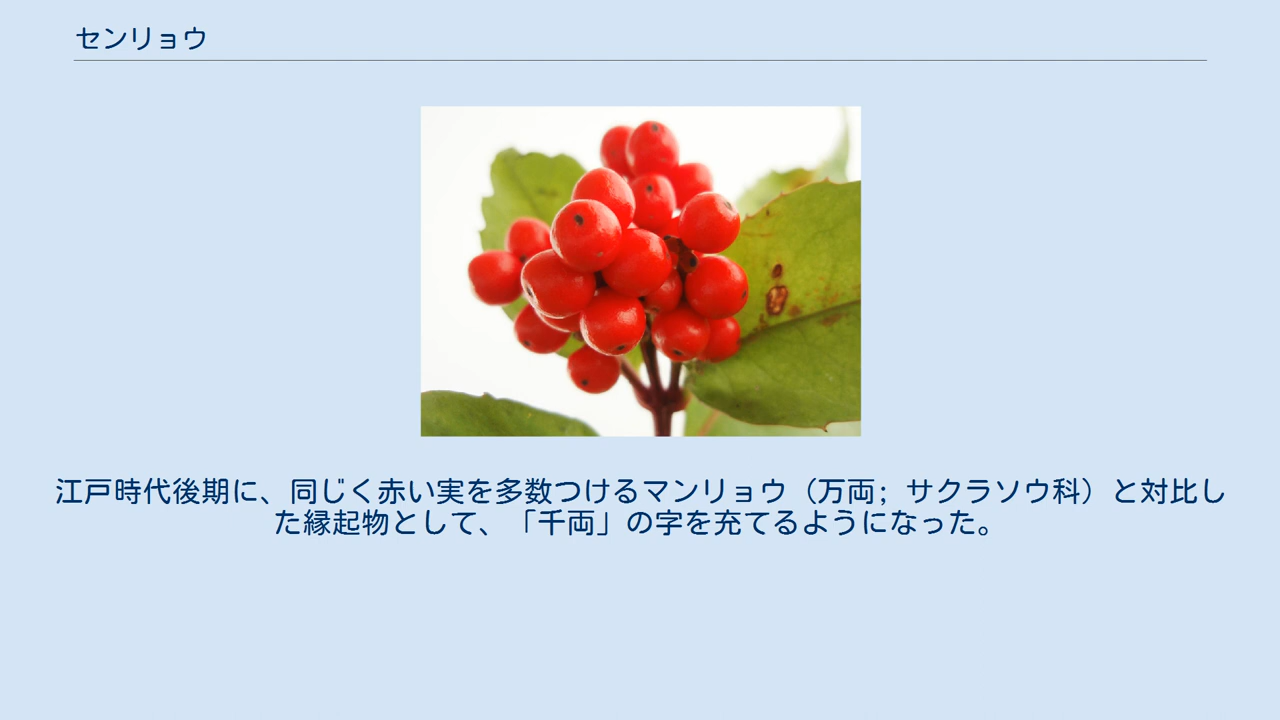 センリョウ
江戸時代後期に、同じく赤い実を多数つけるマンリョウ（万両；サクラソウ科）と対比し
た縁起物として、「千両」の字を充てるようになった。